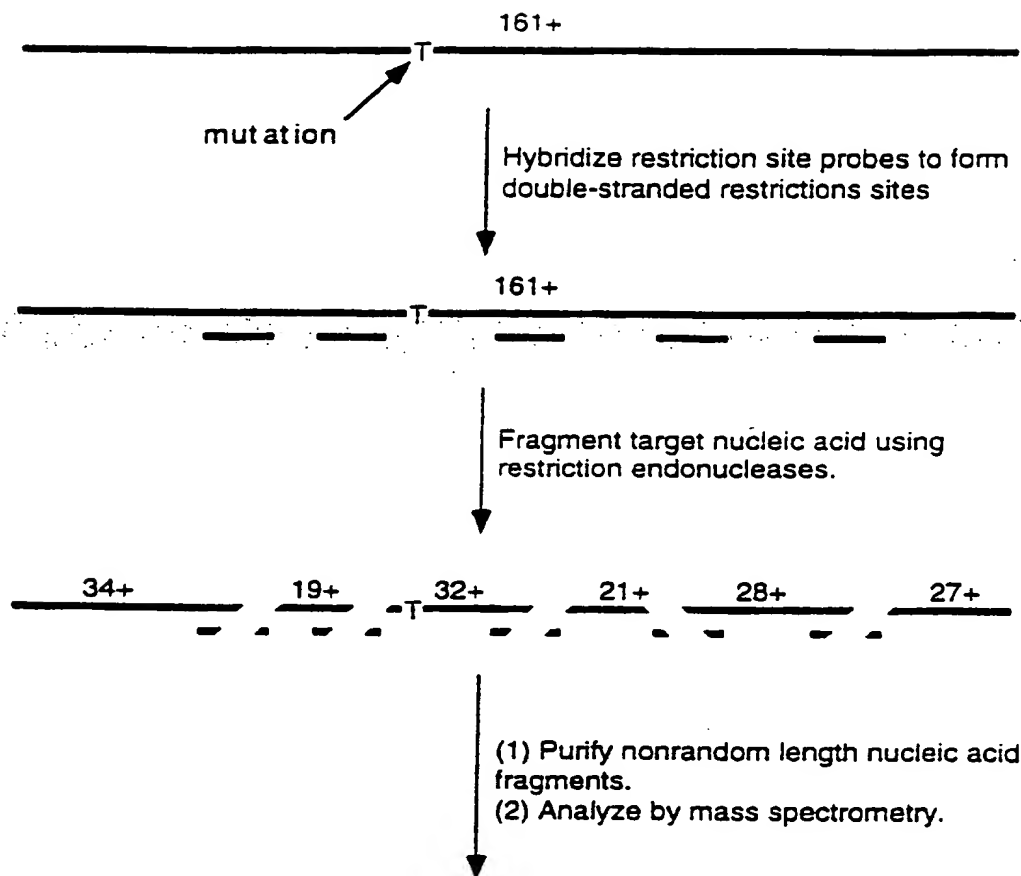 161+
T
mutation
Hybridize restriction site probes to form
double-stranded restrictions sites
161+
T
Fragment target nucleic acid using
restriction endonucleases.
34+ 19+ 32+ 21+ 28+ 27+
T
(1) Purify nonrandom length nucleic acid
fragments.
(2) Analyze by mass spectrometry.